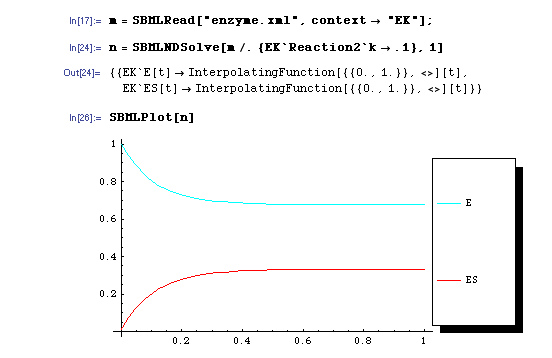 In[17]:= m = SBMLRead["enzyme.xml", context → "EK"];
In[24]:= n = SBMLNDSolve[m /. {EK`Reaction2`k → .1}, 1]
Out[24]= {{EK`E[t] → InterpolatingFunction[{{0., 1.}}, <>][t],
EK`ES[t] → InterpolatingFunction[{{0., 1.}}, <>][t]}}
In[26]:= SBMLPlot[n]
1
0.8
0.6
0.4
0.2
0.2 0.4 0.6 0.8 1
E
ES